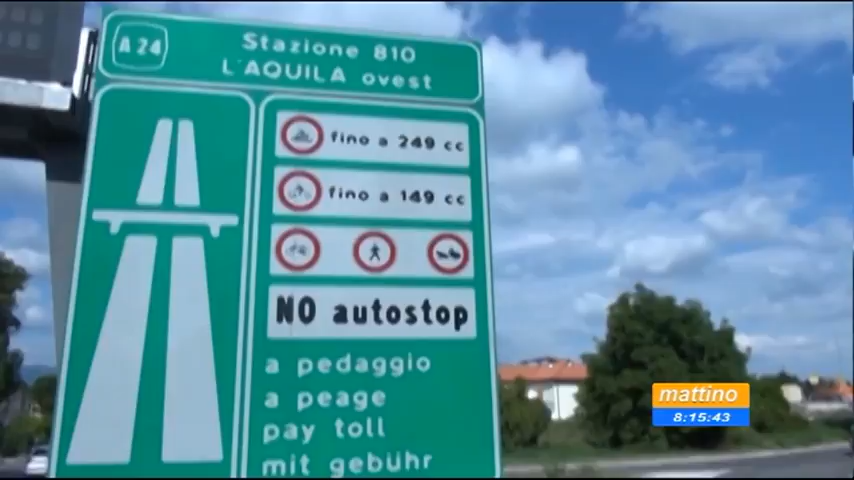 A 24
Stazione 810
L'AQUILA ovest
fino a 249 cc
fino a 149 cc
NO autostop
a pedaggio
a peage
pay toll
mit gebühr
mattino
8:15:43